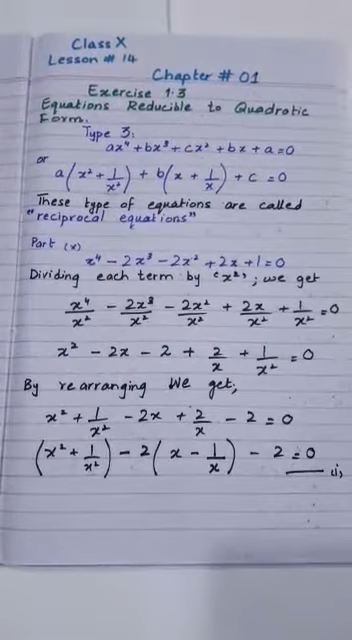 Class X
Lesson # 14
Chapter # 01
Exercise 1.3
Equations Reducible to Quadratic
Form.
Type 3:
ax⁴ + bx³ + cx² + bx + a = 0
or
a(x² + 1/x²) + b(x + 1/x) + c = 0
These type of equations are called
"reciprocal equations"
Part (x)
x⁴ - 2x³ - 2x² + 2x + 1 = 0
Dividing each term by 'x²', we get
x⁴/x² - 2x³/x² - 2x²/x² + 2x/x² + 1/x² = 0
x² - 2x - 2 + 2/x + 1/x² = 0
By rearranging We get,
x² + 1/x² - 2x + 2/x - 2 = 0
(x² + 1/x²) - 2(x - 1/x) - 2 = 0 —— (i)